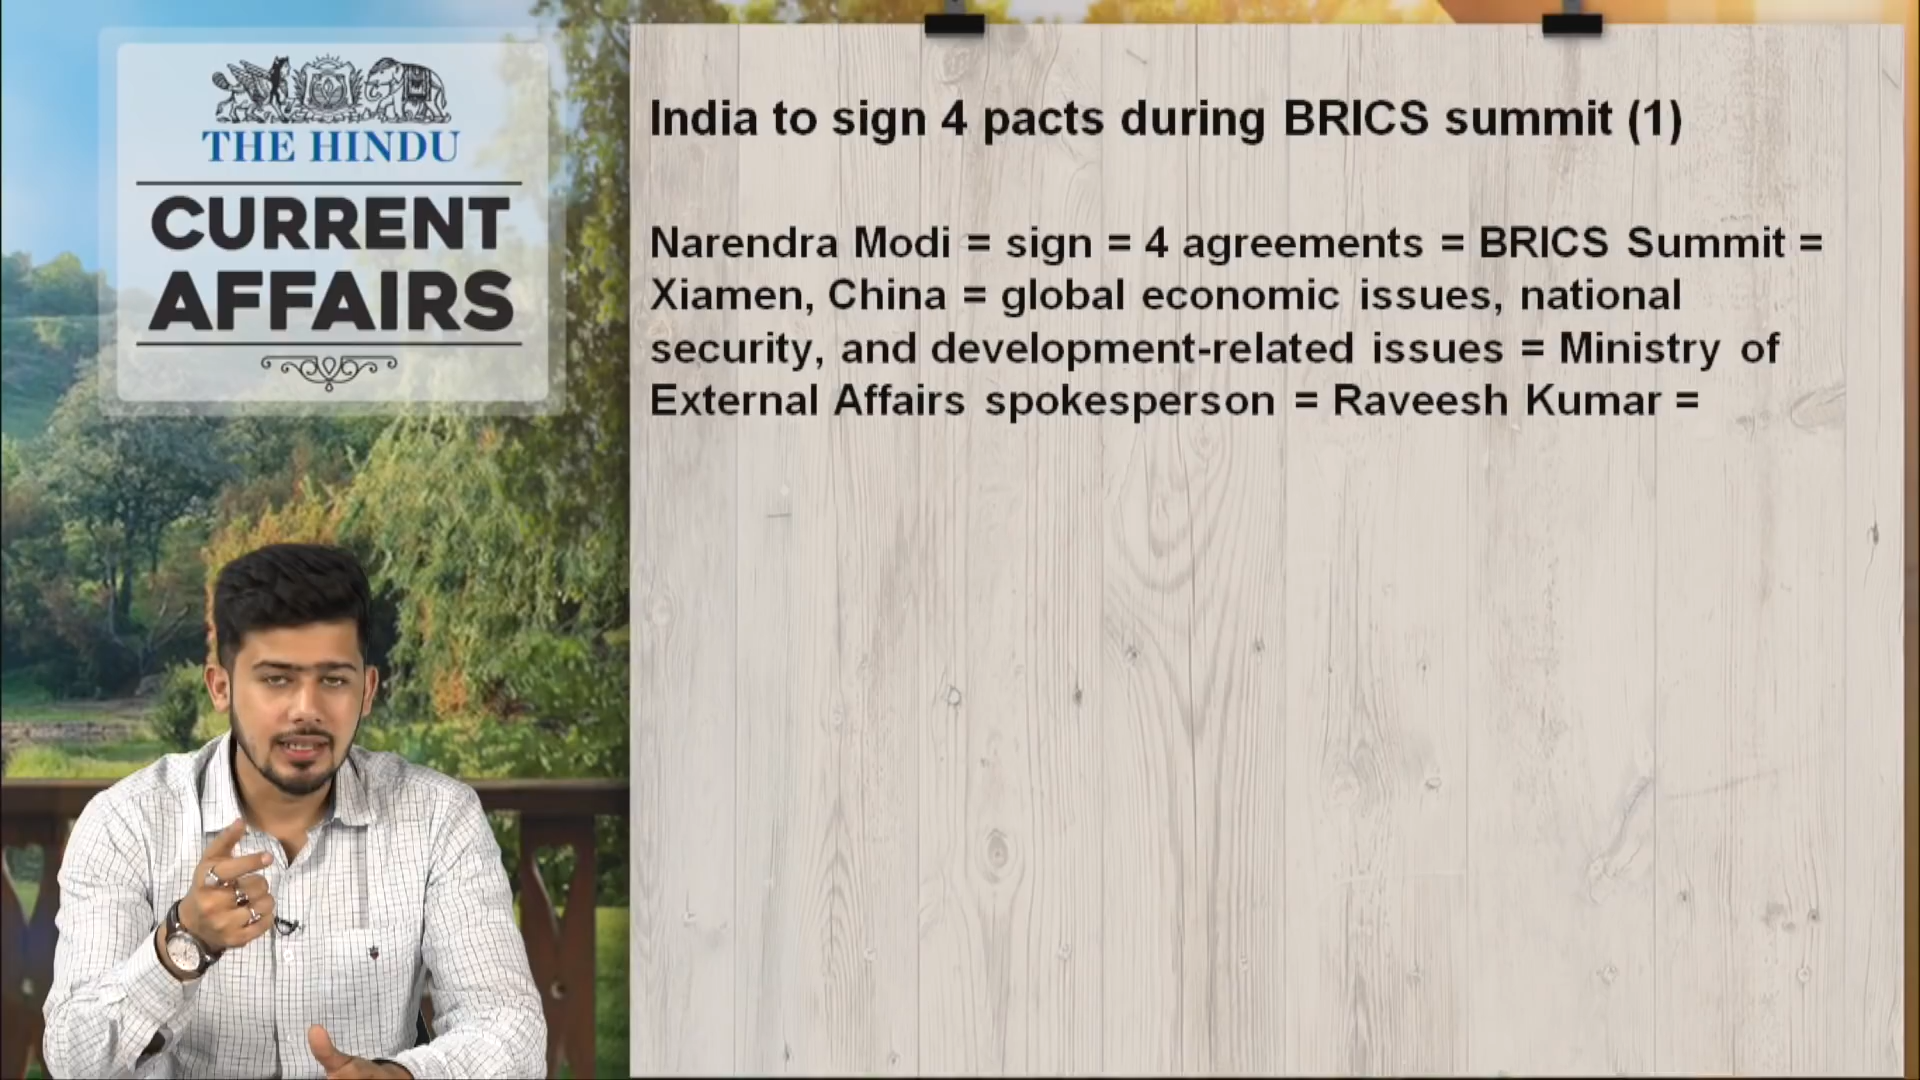 THE HINDU
CURRENT
AFFAIRS
India to sign 4 pacts during BRICS summit (1)
Narendra Modi = sign = 4 agreements = BRICS Summit =
Xiamen, China = global economic issues, national
security, and development-related issues = Ministry of
External Affairs spokesperson = Raveesh Kumar =